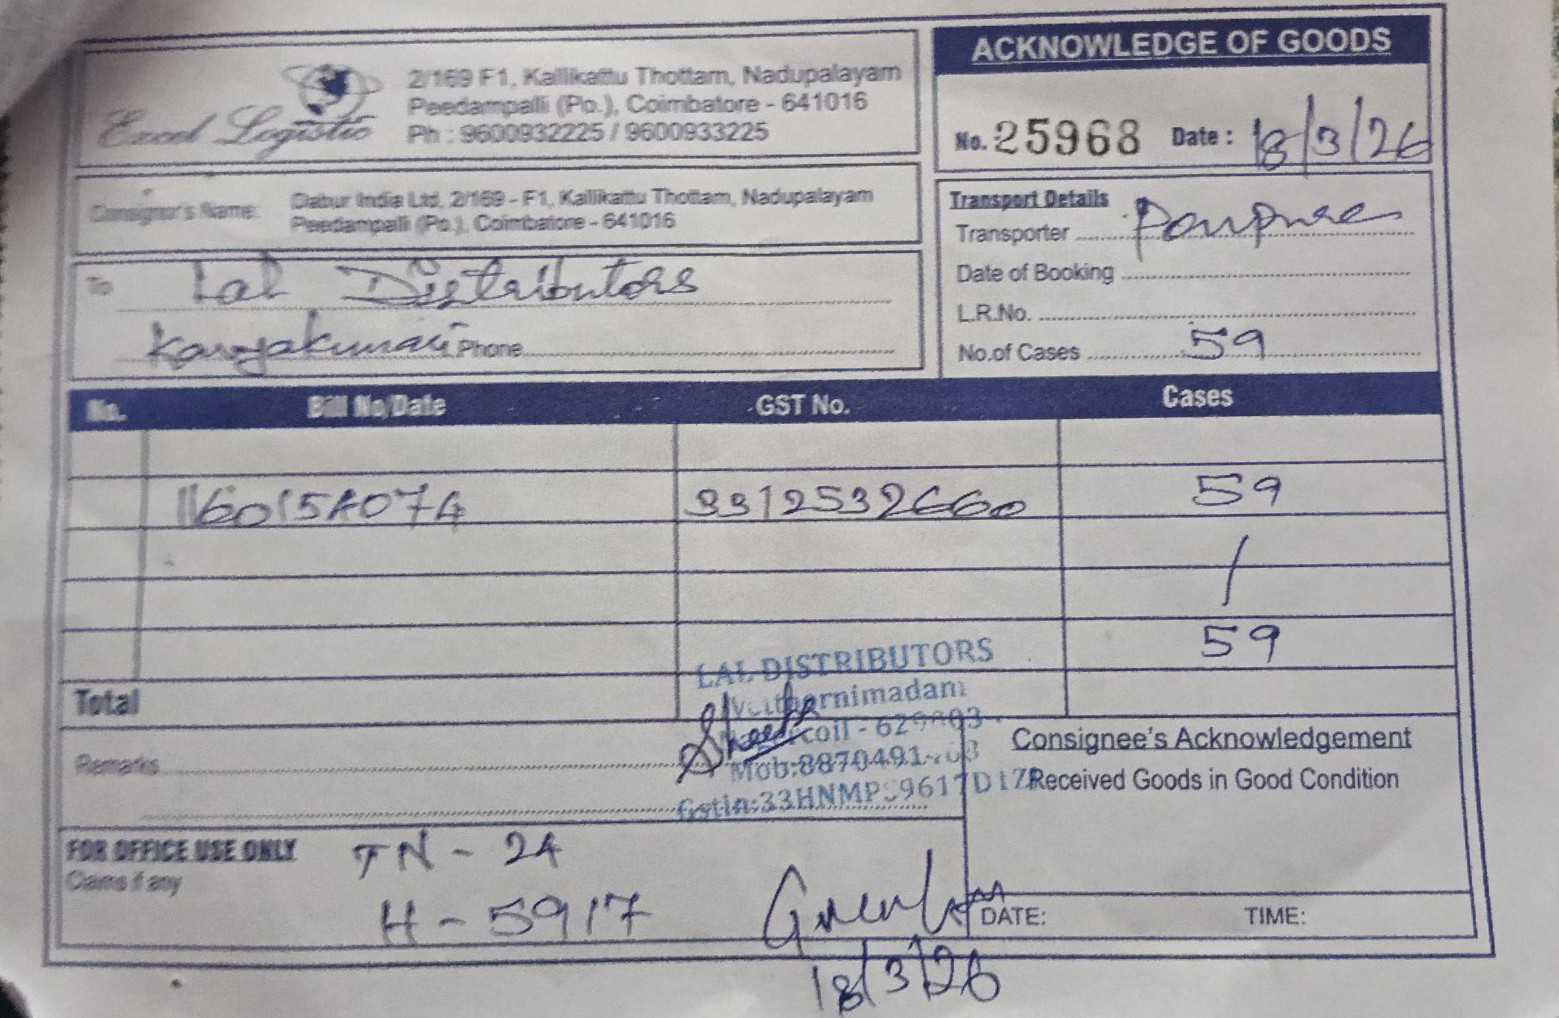 Excel Logistic
2/169 F1, Kallikattu Thottam, Nadupalayam
Peedampalli (Po.), Coimbatore - 641016
Ph : 9600932225 / 9600933225
ACKNOWLEDGE OF GOODS
No. 25968 Date : 18/3/26
Consignor's Name: Dabur India Ltd, 2/169 - F1, Kallikattu Thottam, Nadupalayam
Peedampalli (Po.), Coimbatore - 641016
Transport Details
Transporter
Date of Booking
L.R.No.
No.of Cases 59
To Lal Distributors
Kanyakumari Phone
No. Bill No/Date GST No. Cases
59
3312532660 59
/
59
Total
LAL DISTRIBUTORS
Remarks
Consignee's Acknowledgement
Received Goods in Good Condition
FOR OFFICE USE ONLY TN - 24
Claims if any H - 5917
DATE: TIME:
18/3/26